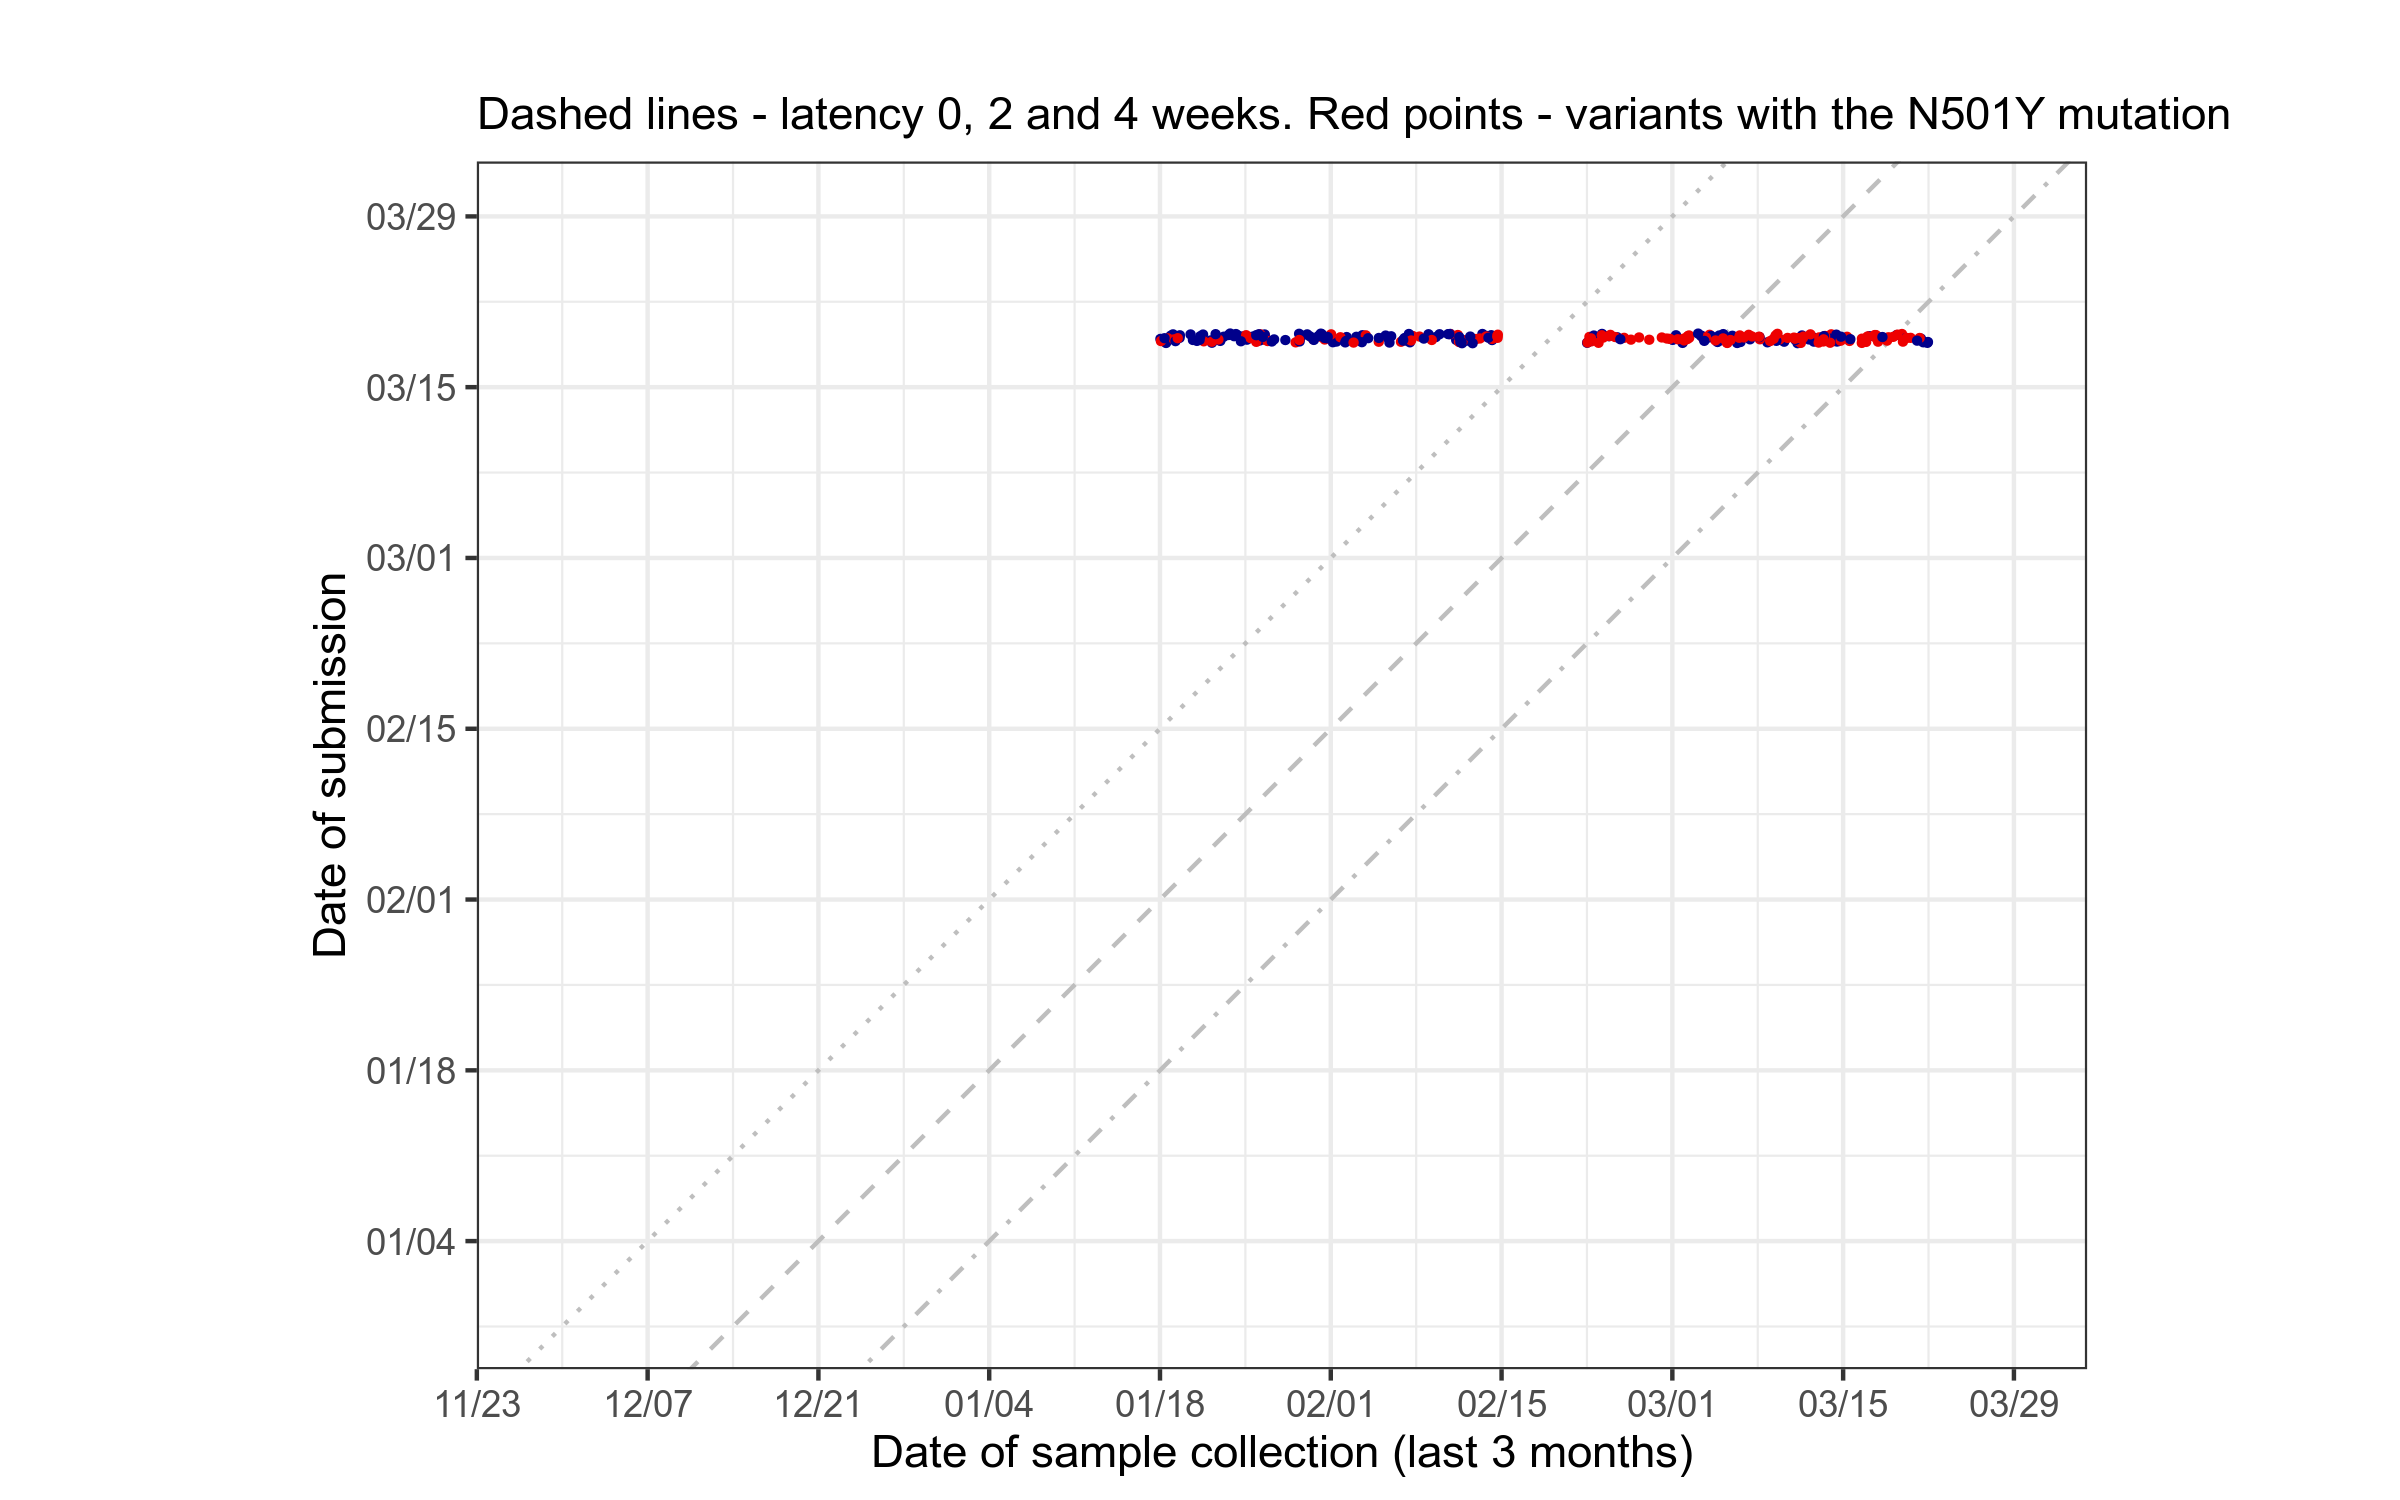 Dashed lines - latency 0, 2 and 4 weeks. Red points - variants with the N501Y mutation
03/29
03/15
03/01
02/15
02/01
01/18
01/04
Date of submission
11/23 12/07 12/21 01/04 01/18 02/01 02/15 03/01 03/15 03/29
Date of sample collection (last 3 months)